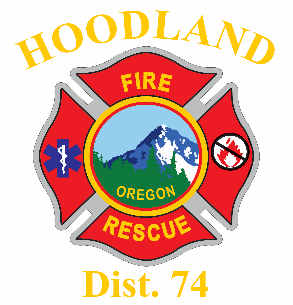 HOODLAND
FIRE
OREGON
RESCUE
Dist. 74